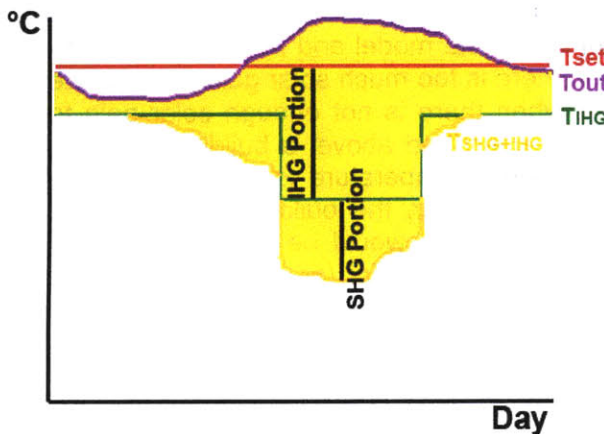 °C
Tset
Tout
TIHG
TSHG+IHG
IHG Portion
SHG Portion
Day